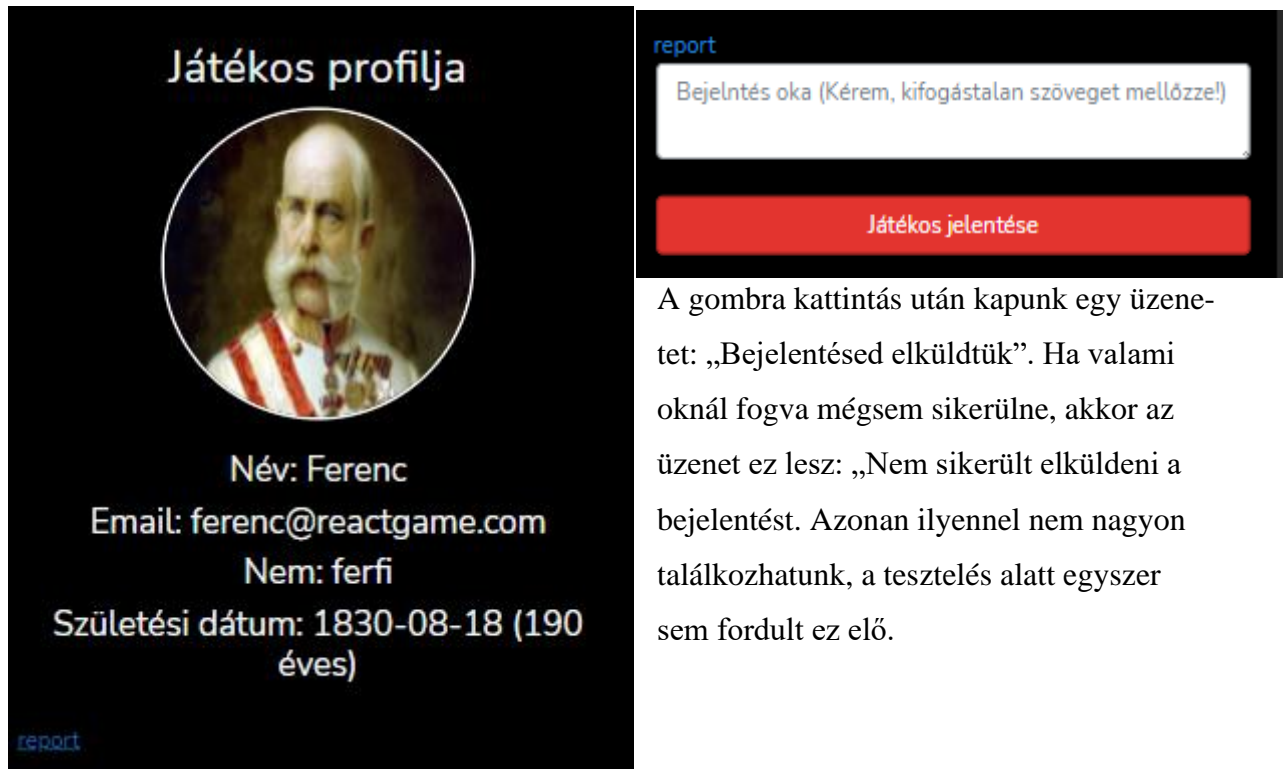 Játékos profilja
Név: Ferenc
Email: ferenc@reactgame.com
Nem: ferfi
Születési dátum: 1830-08-18 (190
éves)
report
report
Bejelntés oka (Kérem, kifogástalan szöveget mellőzze!)
Játékos jelentése
A gombra kattintás után kapunk egy üzene-
tet: „Bejelentésed elküldtük”. Ha valami
oknál fogva mégsem sikerülne, akkor az
üzenet ez lesz: „Nem sikerült elküldeni a
bejelentést. Azonan ilyennel nem nagyon
találkozhatunk, a tesztelés alatt egyszer
sem fordult ez elő.